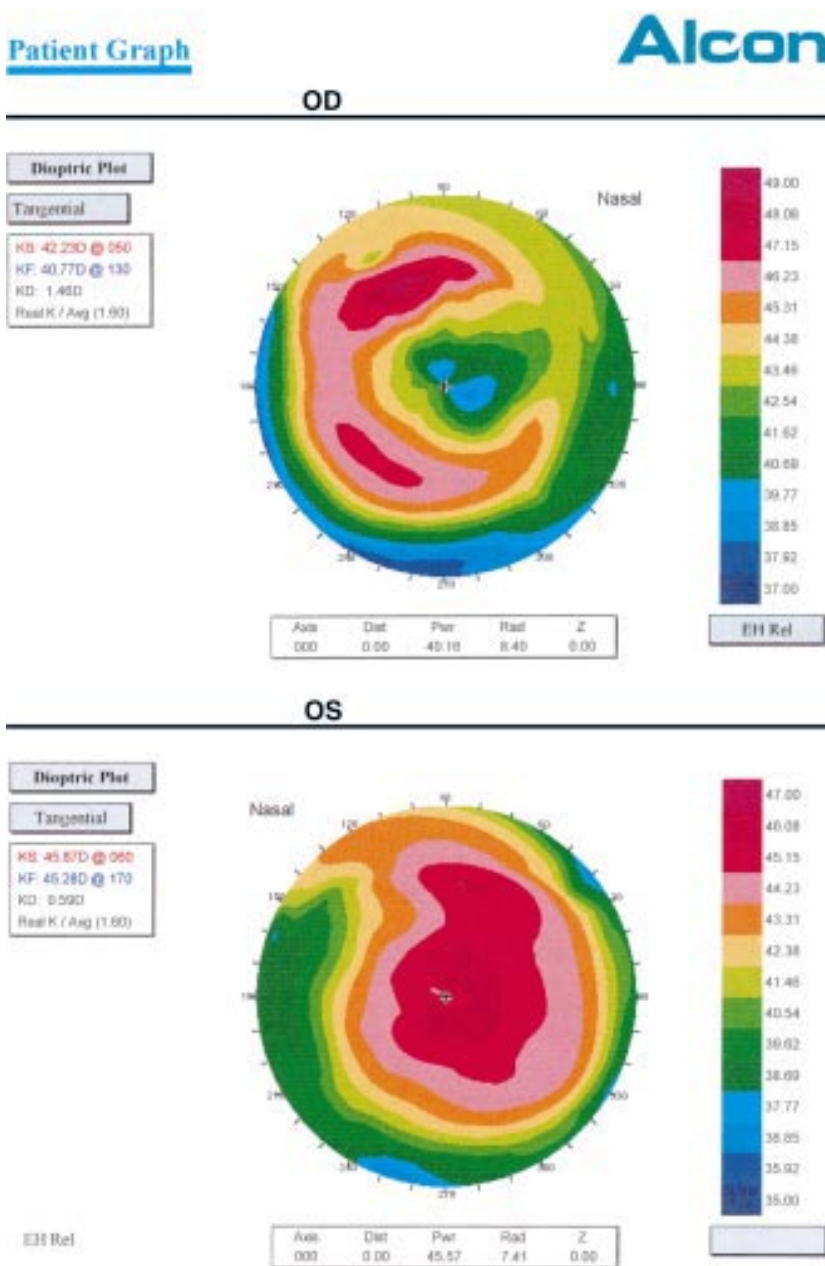 Patient Graph
Alcon
OD
Dioptric Plot
Tangential
KS: 42.23D @ 050
KF: 40.77D @ 130
KD: 1.46D
Real K / Avg (1.60)
Nasal
49.00
48.08
47.15
46.23
45.31
44.38
43.46
42.54
41.62
40.69
39.77
38.85
37.92
37.00
Axis Dist Pwr Rad Z
000 0.00 40.18 8.40 0.00
EH Rel
OS
Dioptric Plot
Tangential
KS: 45.87D @ 080
KF: 45.28D @ 170
KD: 0.59D
Real K / Avg (1.60)
Nasal
47.00
46.08
45.15
44.23
43.31
42.38
41.46
40.54
39.62
38.69
37.77
36.85
35.92
35.00
EH Rel
Axis Dist Pwr Rad Z
000 0.00 45.57 7.41 0.00